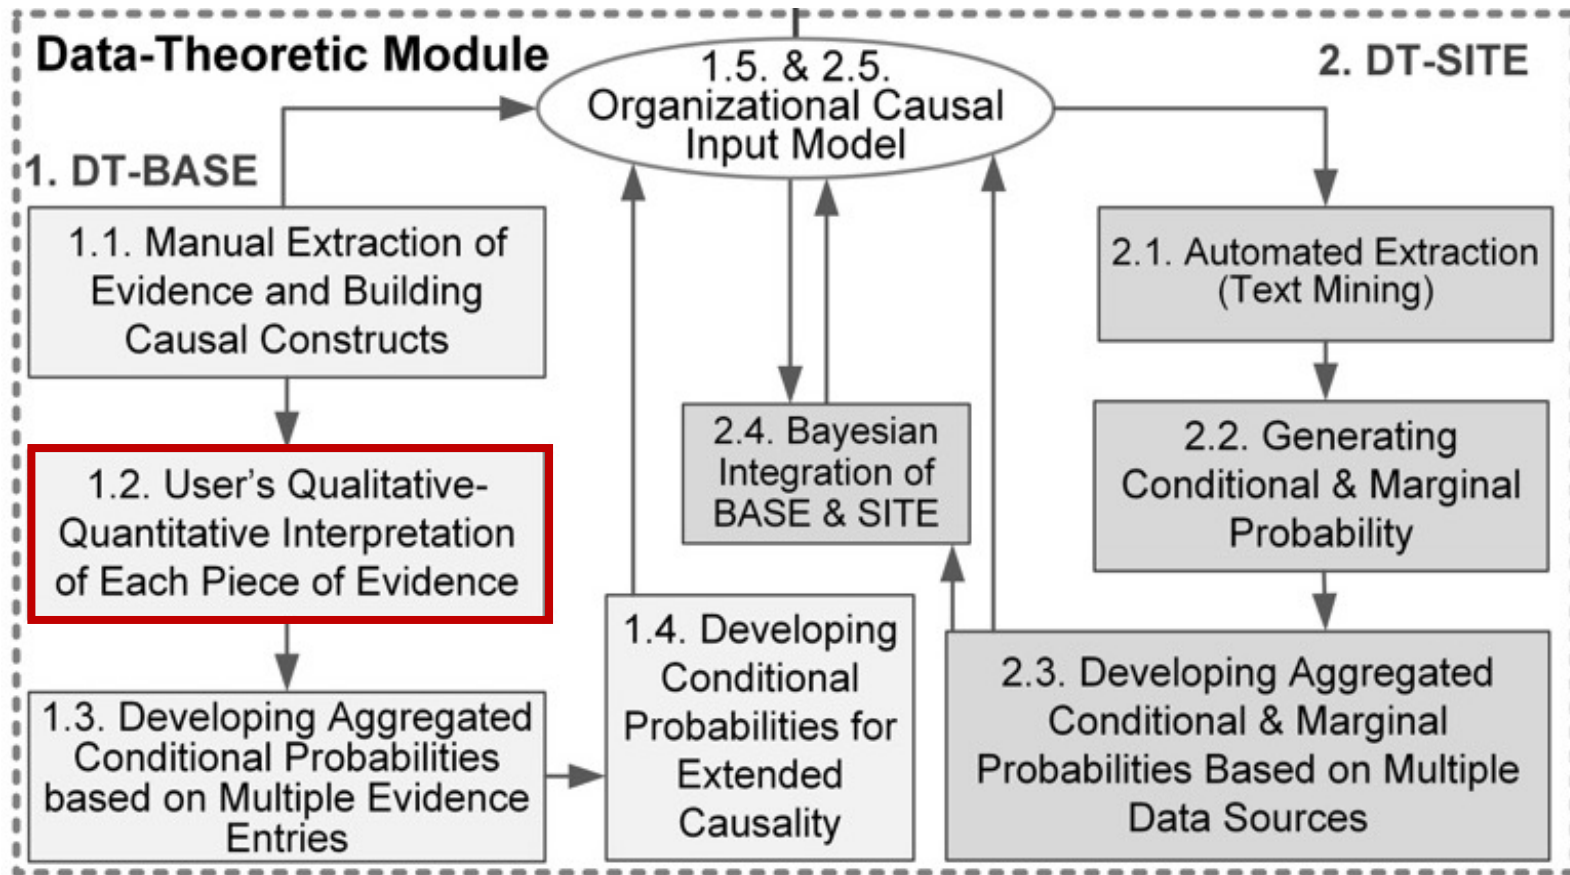 Data-Theoretic Module
1.5. & 2.5.
Organizational Causal
Input Model
2. DT-SITE
1. DT-BASE
1.1. Manual Extraction of
Evidence and Building
Causal Constructs
1.2. User’s Qualitative-
Quantitative Interpretation
of Each Piece of Evidence
1.3. Developing Aggregated
Conditional Probabilities
based on Multiple Evidence
Entries
1.4. Developing
Conditional
Probabilities for
Extended
Causality
2.4. Bayesian
Integration of
BASE & SITE
2.1. Automated Extraction
(Text Mining)
2.2. Generating
Conditional & Marginal
Probability
2.3. Developing Aggregated
Conditional & Marginal
Probabilities Based on Multiple
Data Sources